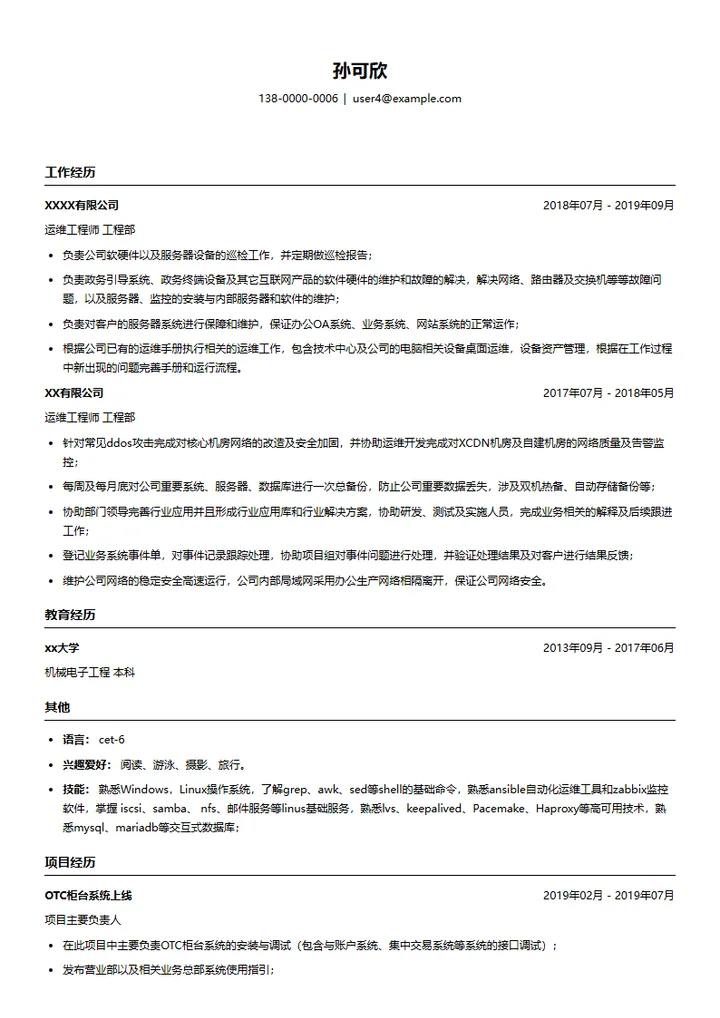 孙可欣
138-0000-0006 | user4@example.com
工作经历
XXXX有限公司 2018年07月 - 2019年09月
运维工程师 工程部
• 负责公司软硬件以及服务器设备的巡检工作，并定期做巡检报告；
• 负责政务引导系统、政务终端设备及其它互联网产品的软件硬件的维护和故障的解决，解决网络、路由器及交换机等等故障问
题，以及服务器、监控的安装与内部服务器和软件的维护；
• 负责对客户的服务器系统进行保障和维护，保证办公OA系统、业务系统、网站系统的正常运作；
• 根据公司已有的运维手册执行相关的运维工作，包含技术中心及公司的电脑相关设备桌面运维，设备资产管理，根据在工作过程
中新出现的问题完善手册和运行流程。
XX有限公司 2017年07月 - 2018年05月
运维工程师 工程部
• 针对常见ddos攻击完成对核心机房网络的改造及安全加固，并协助运维开发完成对XCDN机房及自建机房的网络质量及告警监
控；
• 每周及每月底对公司重要系统、服务器、数据库进行一次总备份，防止公司重要数据丢失，涉及双机热备、自动存储备份等；
• 协助部门领导完善行业应用并且形成行业应用库和行业解决方案，协助研发、测试及实施人员，完成业务相关的解释及后续跟进
工作；
• 登记业务系统事件单，对事件记录跟踪处理，协助项目组对事件问题进行处理，并验证处理结果及对客户进行结果反馈；
• 维护公司网络的稳定安全高速运行，公司内部局域网采用办公生产网络相隔离开，保证公司网络安全。
教育经历
xx大学 2013年09月 - 2017年06月
机械电子工程 本科
其他
• 语言： cet-6
• 兴趣爱好： 阅读、游泳、摄影、旅行。
• 技能： 熟悉Windows，Linux操作系统，了解grep、awk、sed等shell的基础命令，熟悉ansible自动化运维工具和zabbix监控
软件，掌握 iscsi、samba、 nfs、邮件服务等linus基础服务，熟悉lvs、keepalived、Pacemake、Haproxy等高可用技术，熟
悉mysql、mariadb等交互式数据库；
项目经历
OTC柜台系统上线 2019年02月 - 2019年07月
项目主要负责人
• 在此项目中主要负责OTC柜台系统的安装与调试（包含与账户系统、集中交易系统等系统的接口调试）；
• 发布营业部以及相关业务总部系统使用指引；